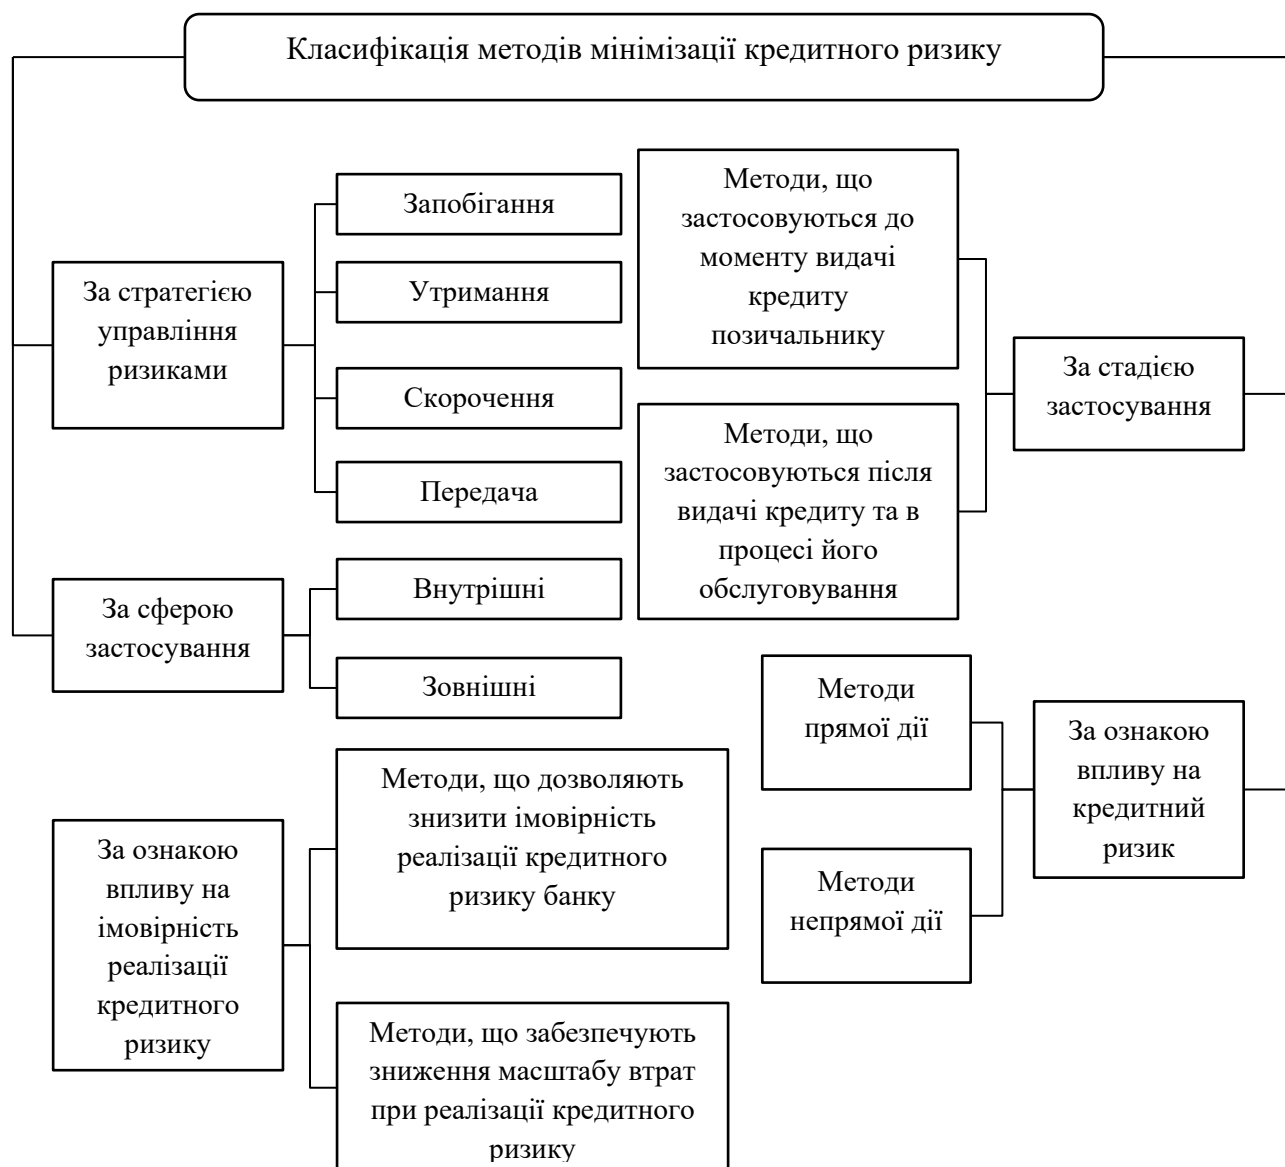 Класифікація методів мінімізації кредитного ризику
За стратегією
управління
ризиками
Запобігання
Утримання
Скорочення
Передача
Методи, що
застосовуються до
моменту видачі
кредиту
позичальнику
Методи, що
застосовуються після
видачі кредиту та в
процесі його
обслуговування
За стадією
застосування
За сферою
застосування
Внутрішні
Зовнішні
Методи
прямої дії
Методи
непрямої дії
За ознакою
впливу на
кредитний
ризик
За ознакою
впливу на
імовірність
реалізації
кредитного
ризику
Методи, що дозволяють
знизити імовірність
реалізації кредитного
ризику банку
Методи, що забезпечують
зниження масштабу втрат
при реалізації кредитного
ризику